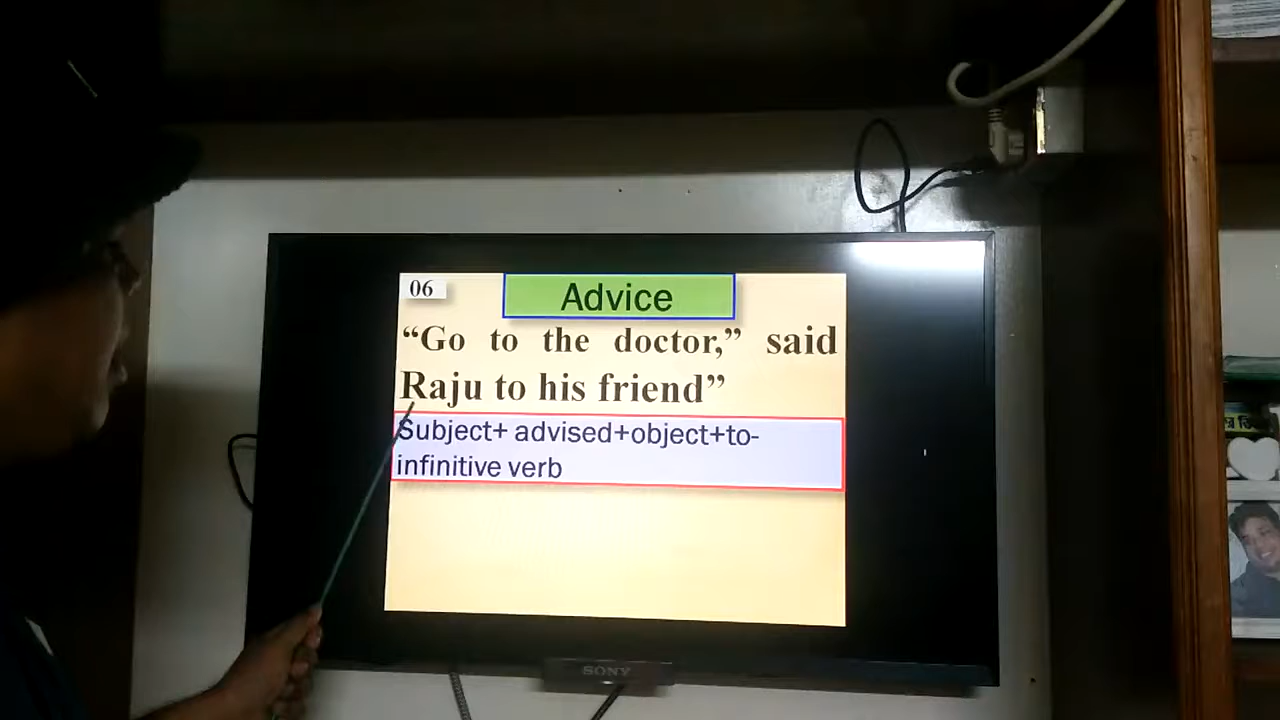 06
Advice
“Go to the doctor,” said
Raju to his friend”
Subject+ advised+object+to-
infinitive verb
SONY